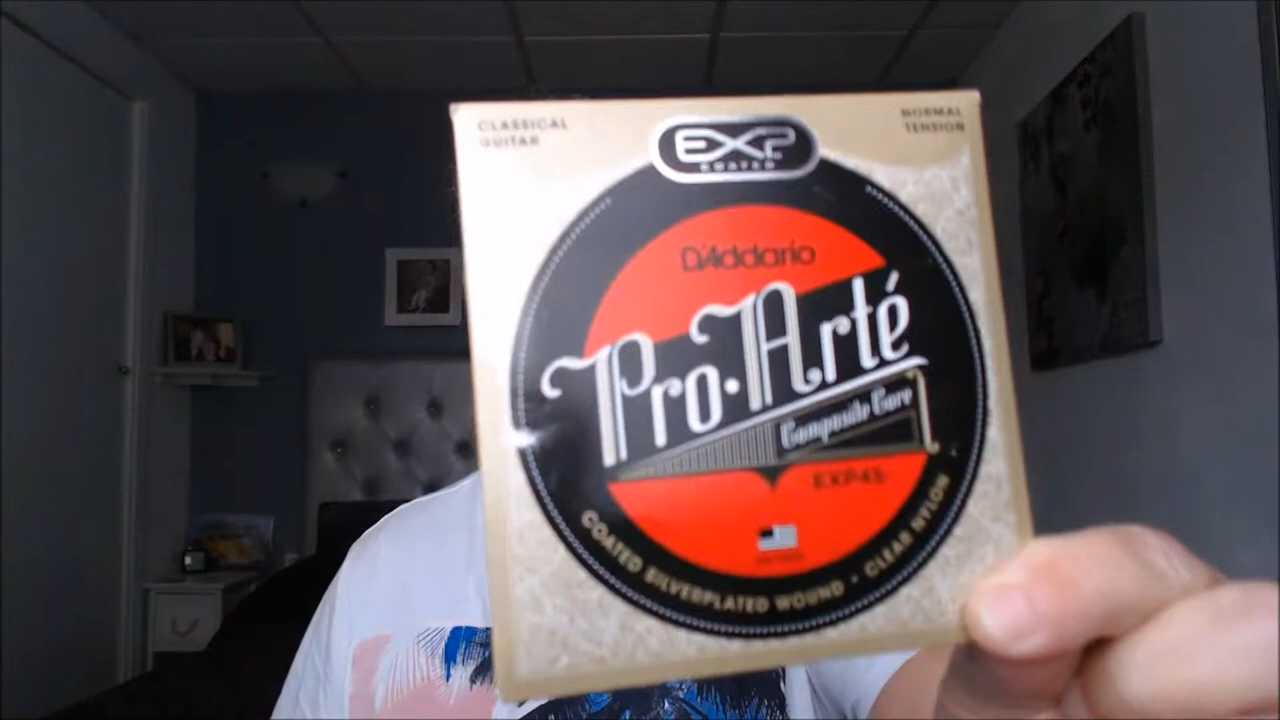 CLASSICAL
GUITAR
NORMAL
TENSION
EXP
COATED
D'Addario
Pro·Arté
Composite Core
EXP45
COATED SILVERPLATED WOUND • CLEAR NYLON